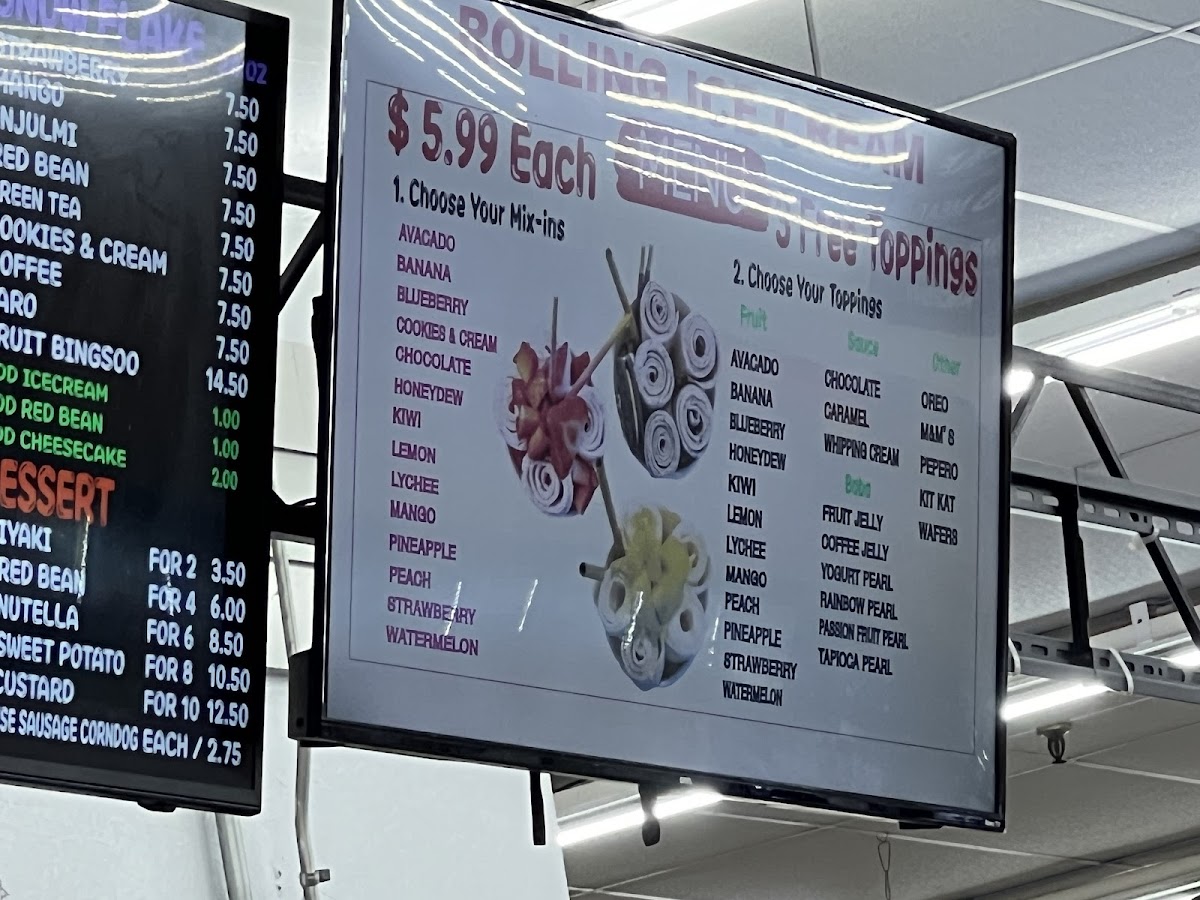 SNOWFLAKE
OZ
STRAWBERRY 7.50
MANGO 7.50
NJULMI 7.50
RED BEAN 7.50
REEN TEA 7.50
OOKIES & CREAM 7.50
OFFEE 7.50
ARO 7.50
RUIT BINGSOO 14.50
DD ICECREAM 1.00
DD RED BEAN 1.00
DD CHEESECAKE 2.00
ESSERT
IYAKI FOR 2 3.50
RED BEAN FOR 4 6.00
NUTELLA FOR 6 8.50
SWEET POTATO FOR 8 10.50
CUSTARD FOR 10 12.50
SE SAUSAGE CORNDOG EACH / 2.75
ROLLING ICE CREAM
MENU
$ 5.99 Each
1. Choose Your Mix-ins
AVACADO
BANANA
BLUEBERRY
COOKIES & CREAM
CHOCOLATE
HONEYDEW
KIWI
LEMON
LYCHEE
MANGO
PINEAPPLE
PEACH
STRAWBERRY
WATERMELON
3 Free Toppings
2. Choose Your Toppings
Fruit
AVACADO
BANANA
BLUEBERRY
HONEYDEW
KIWI
LEMON
LYCHEE
MANGO
PEACH
PINEAPPLE
STRAWBERRY
WATERMELON
Sauce
CHOCOLATE
CARAMEL
WHIPPING CREAM
Boba
FRUIT JELLY
COFFEE JELLY
YOGURT PEARL
RAINBOW PEARL
PASSION FRUIT PEARL
TAPIOCA PEARL
Other
OREO
M&M' S
PEPERO
KIT KAT
WAFERS